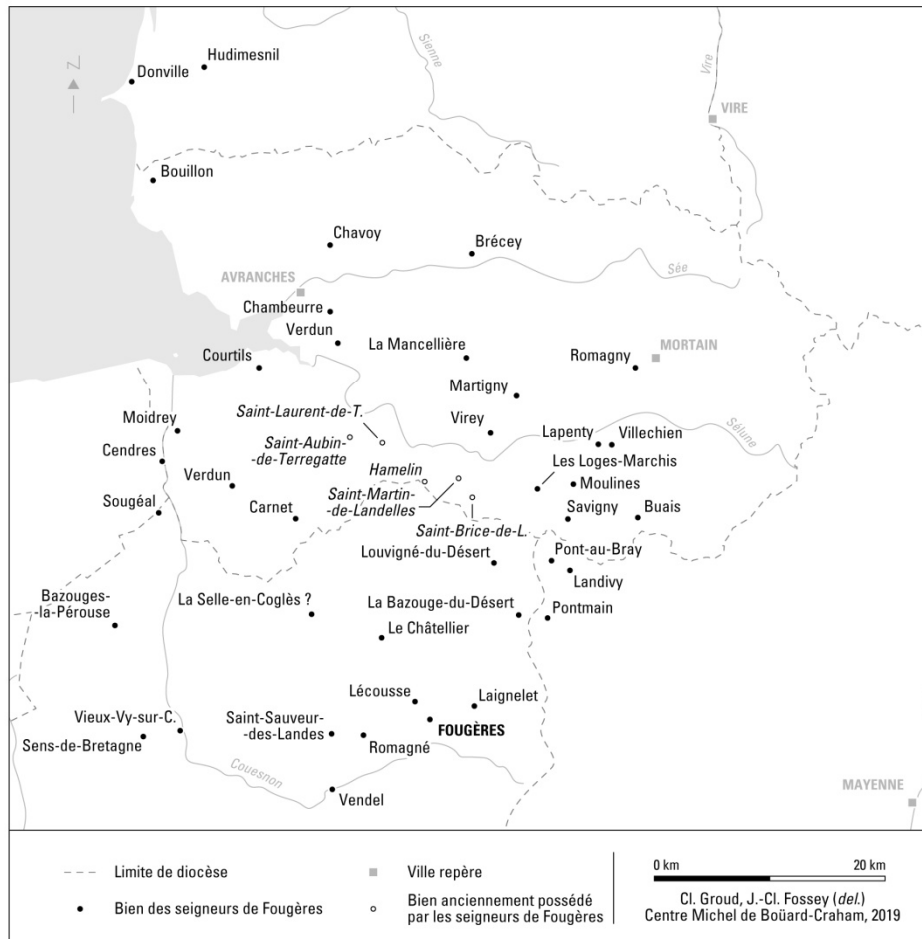 Hudimesnil
Donville
Sienne
Vire
VIRE
Z
Bouillon
Chavoy
Brécey
Sée
AVRANCHES
Chambeurre
Verdun
La Mancellière
Romagny
MORTAIN
Courtils
Martigny
Saint-Laurent-de-T.
Virey
Sélune
Moidrey
Saint-Aubin-
-de-Terregatte
Lapenty
Villechien
Cendres
Hamelin
Les Loges-Marchis
Verdun
Saint-Martin-
-de-Landelles
Moulines
Sougéal
Carnet
Saint-Brice-de-L.
Savigny
Buais
Louvigné-du-Désert
Pont-au-Bray
Landivy
Bazouges-
-la-Pérouse
La Selle-en-Coglès ?
La Bazouge-du-Désert
Pontmain
Le Châtellier
Lécousse
Laignelet
Vieux-Vy-sur-C.
Saint-Sauveur-
-des-Landes
FOUGÈRES
Sens-de-Bretagne
Romagné
Couesnon
Vendel
MAYENNE
Limite de diocèse
Bien des seigneurs de Fougères
Ville repère
Bien anciennement possédé
par les seigneurs de Fougères
0 km 20 km
Cl. Groud, J.-Cl. Fossey (del.)
Centre Michel de Boüard-Craham, 2019